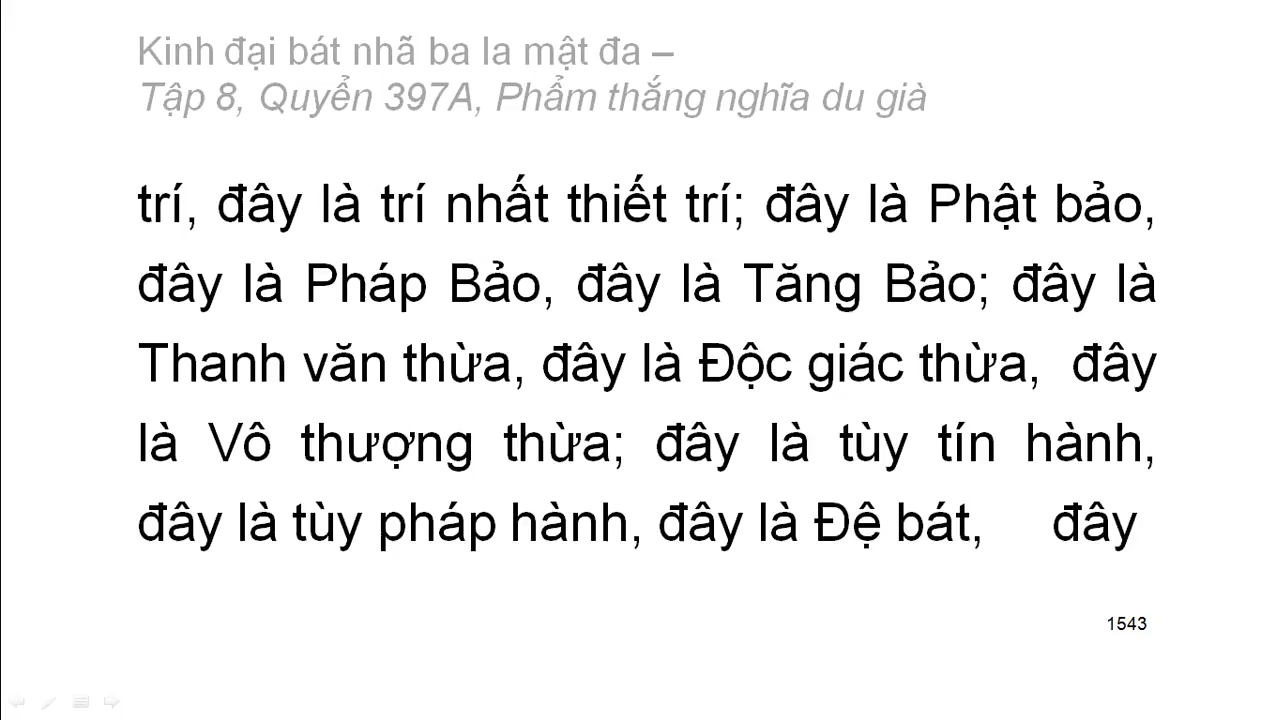 Kinh đại bát nhã ba la mật đa –
Tập 8, Quyển 397A, Phẩm thắng nghĩa du già
trí, đây là trí nhất thiết trí; đây là Phật bảo,
đây là Pháp Bảo, đây là Tăng Bảo; đây là
Thanh văn thừa, đây là Độc giác thừa, đây
là Vô thượng thừa; đây là tùy tín hành,
đây là tùy pháp hành, đây là Đệ bát, đây
1543